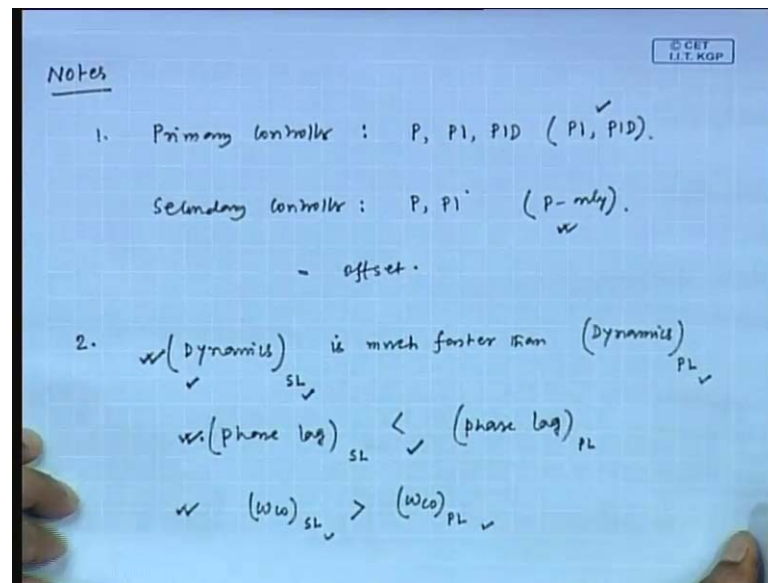 © CET
I.I.T. KGP
Notes
1. Primary controller : P, PI, PID ( PI, PID ).
Secondary controller : P, PI ( P-only ).
- offset.
2. (Dynamics)SL is much faster than (Dynamics)PL
(phase lag)SL < (phase lag)PL
(ωco)SL > (ωco)PL